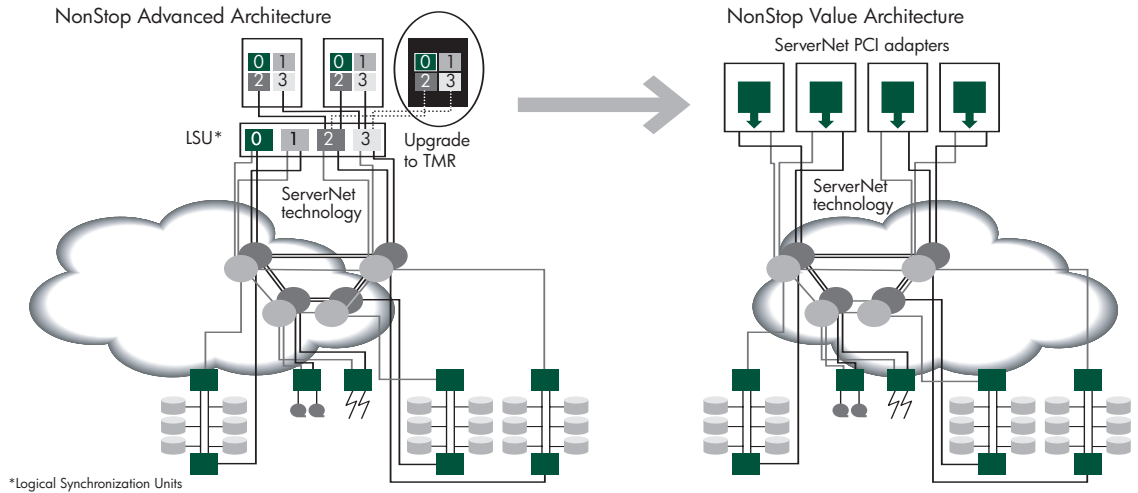 NonStop Advanced Architecture
0 1
2 3
0 1
2 3
0 1
2 3
LSU*
0 1 2 3
Upgrade
to TMR
ServerNet
technology
*Logical Synchronization Units
NonStop Value Architecture
ServerNet PCI adapters
ServerNet
technology